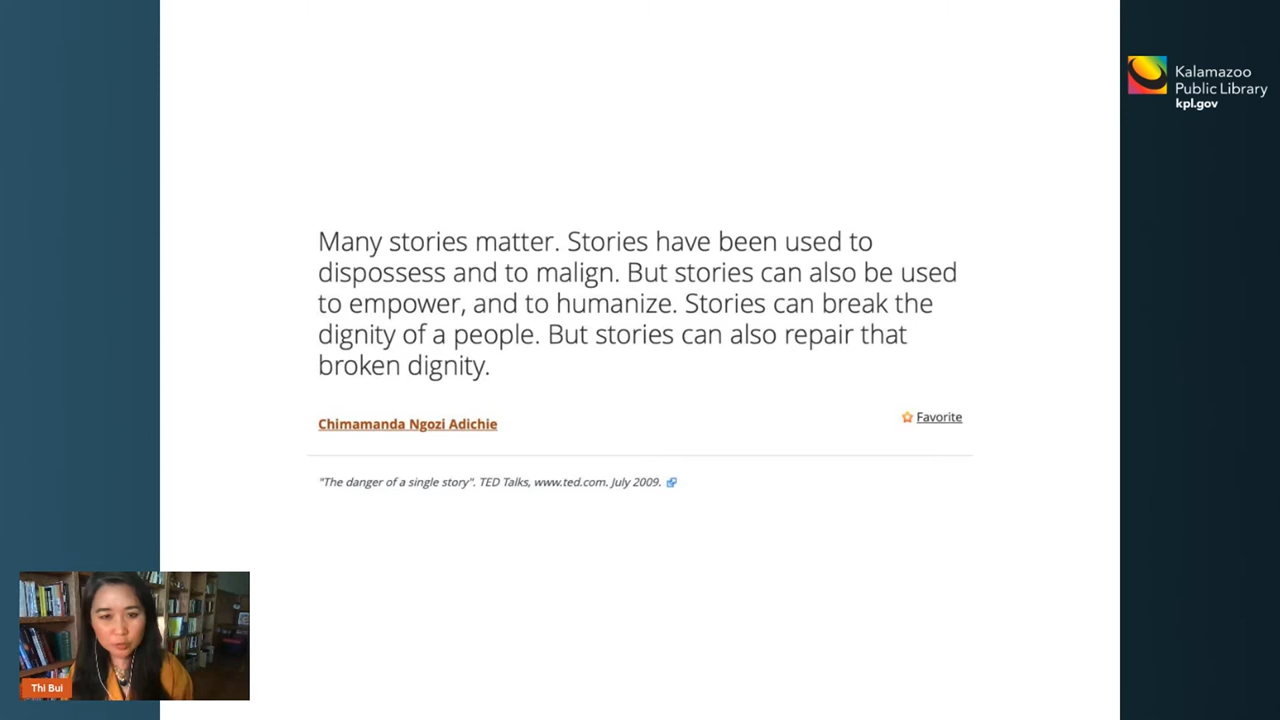 Kalamazoo
Public Library
kpl.gov
Many stories matter. Stories have been used to
dispossess and to malign. But stories can also be used
to empower, and to humanize. Stories can break the
dignity of a people. But stories can also repair that
broken dignity.
Chimamanda Ngozi Adichie
Favorite
"The danger of a single story". TED Talks, www.ted.com. July 2009.
Thi Bui